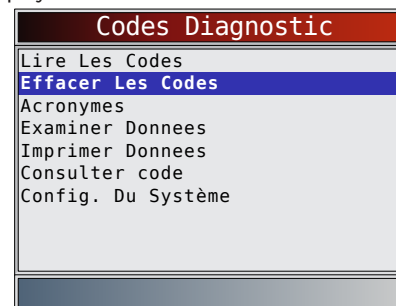 Codes Diagnostic
Lire Les Codes
Effacer Les Codes
Acronymes
Examiner Donnees
Imprimer Donnees
Consulter code
Config. Du Système